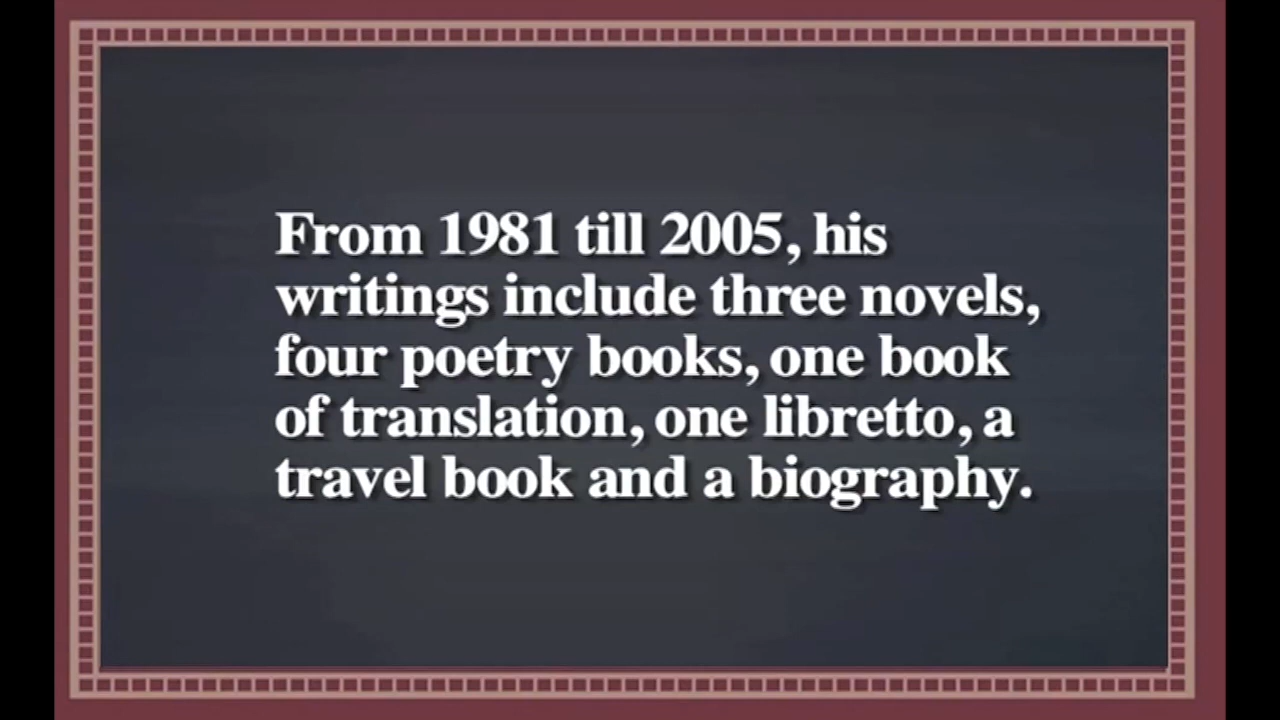 From 1981 till 2005, his
writings include three novels,
four poetry books, one book
of translation, one libretto, a
travel book and a biography.